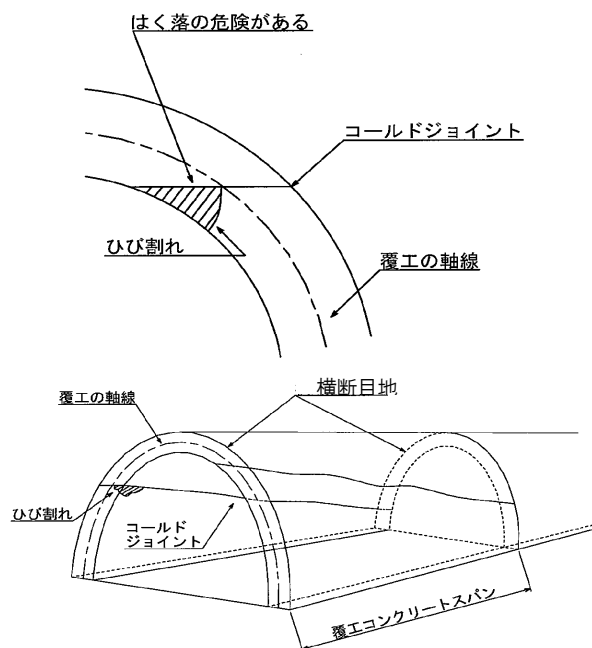 はく落の危険がある
コールドジョイント
ひび割れ
覆工の軸線
横断目地
覆工の軸線
ひび割れ
コールド
ジョイント
覆工コンクリートスパン